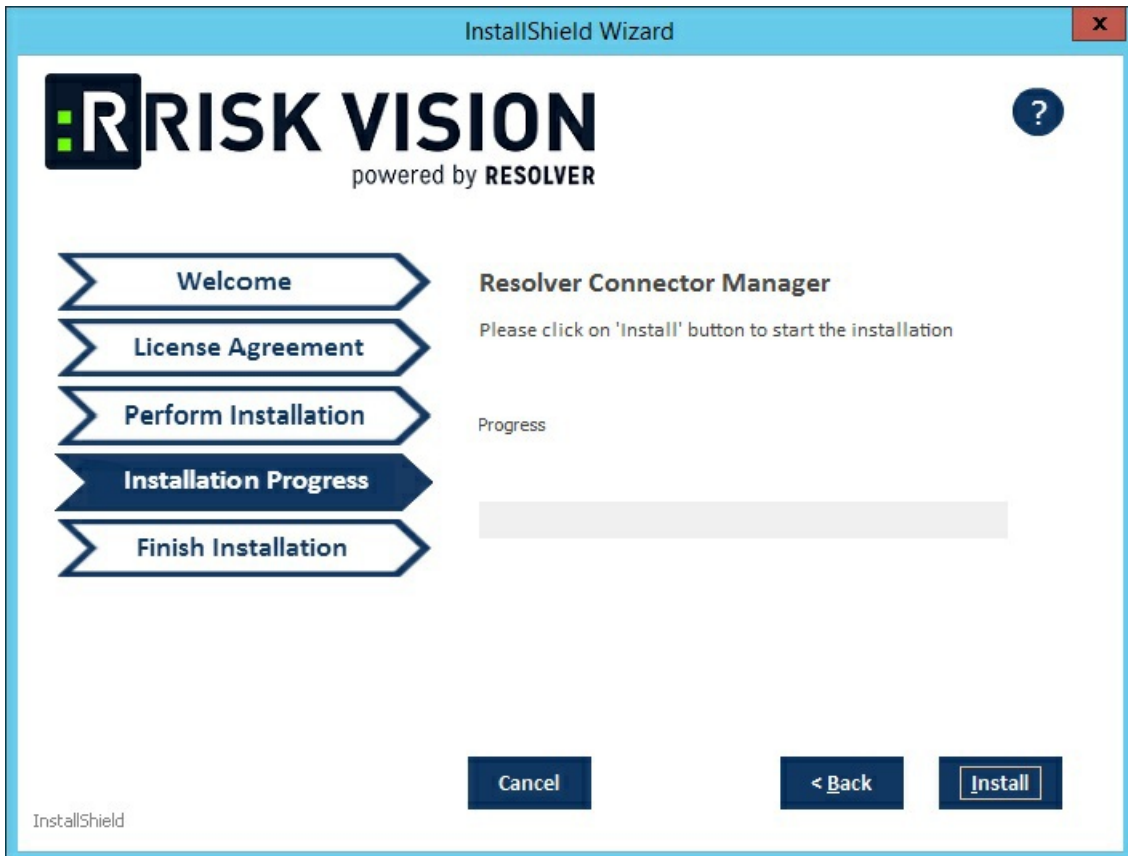 InstallShield Wizard
x
:R RISK VISION
powered by RESOLVER
?
Welcome
License Agreement
Perform Installation
Installation Progress
Finish Installation
Resolver Connector Manager
Please click on 'Install' button to start the installation
Progress
Cancel
< Back
Install
InstallShield